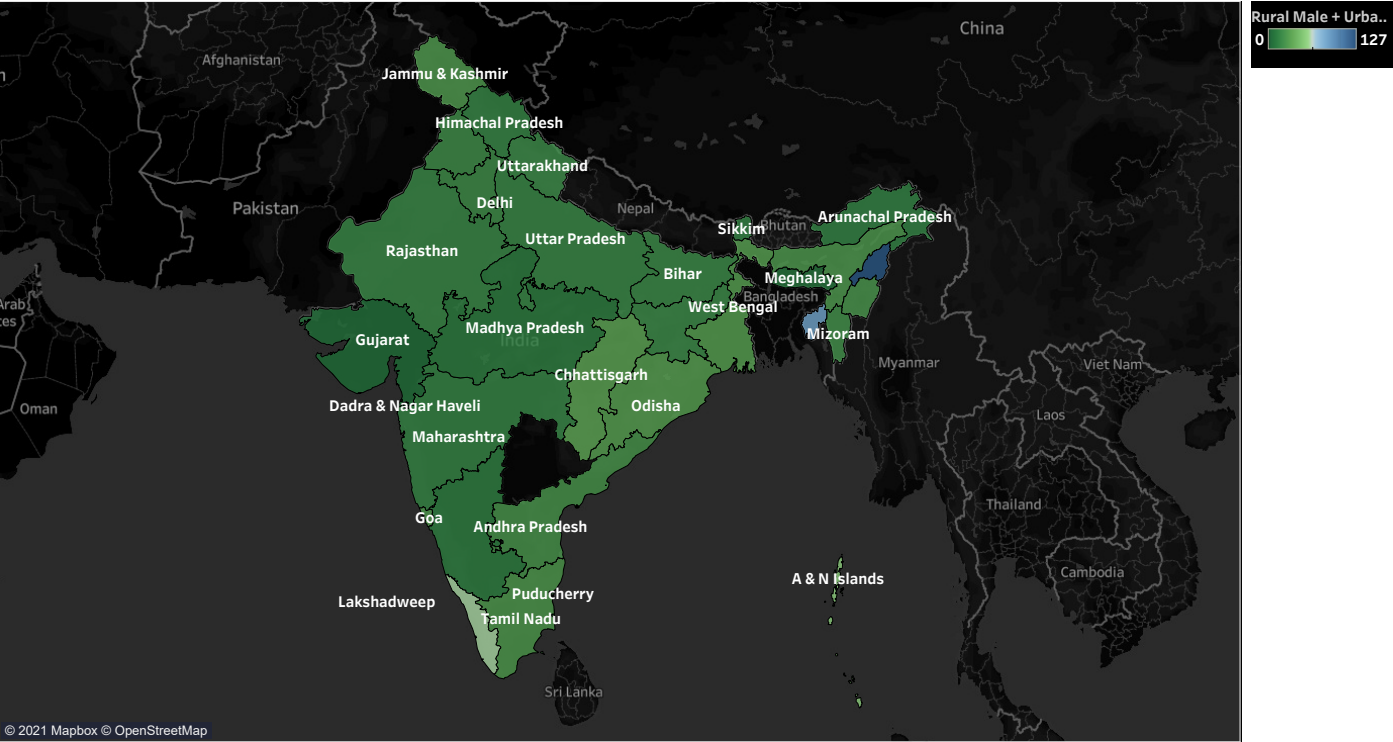 China
Rural Male + Urba..
0
127
Afghanistan
Jammu & Kashmir
Himachal Pradesh
Uttarakhand
Delhi
Pakistan
Nepal
Arunachal Pradesh
Sikkim
Bhutan
Uttar Pradesh
Rajasthan
Bihar
Meghalaya
Bangladesh
Arab
West Bengal
Madhya Pradesh
India
Gujarat
Mizoram
Myanmar
Viet Nam
Chhattisgarh
Dadra & Nagar Haveli
Odisha
Oman
Laos
Maharashtra
Thailand
Goa
Andhra Pradesh
Cambodia
A & N Islands
Puducherry
Lakshadweep
Tamil Nadu
Sri Lanka
© 2021 Mapbox © OpenStreetMap